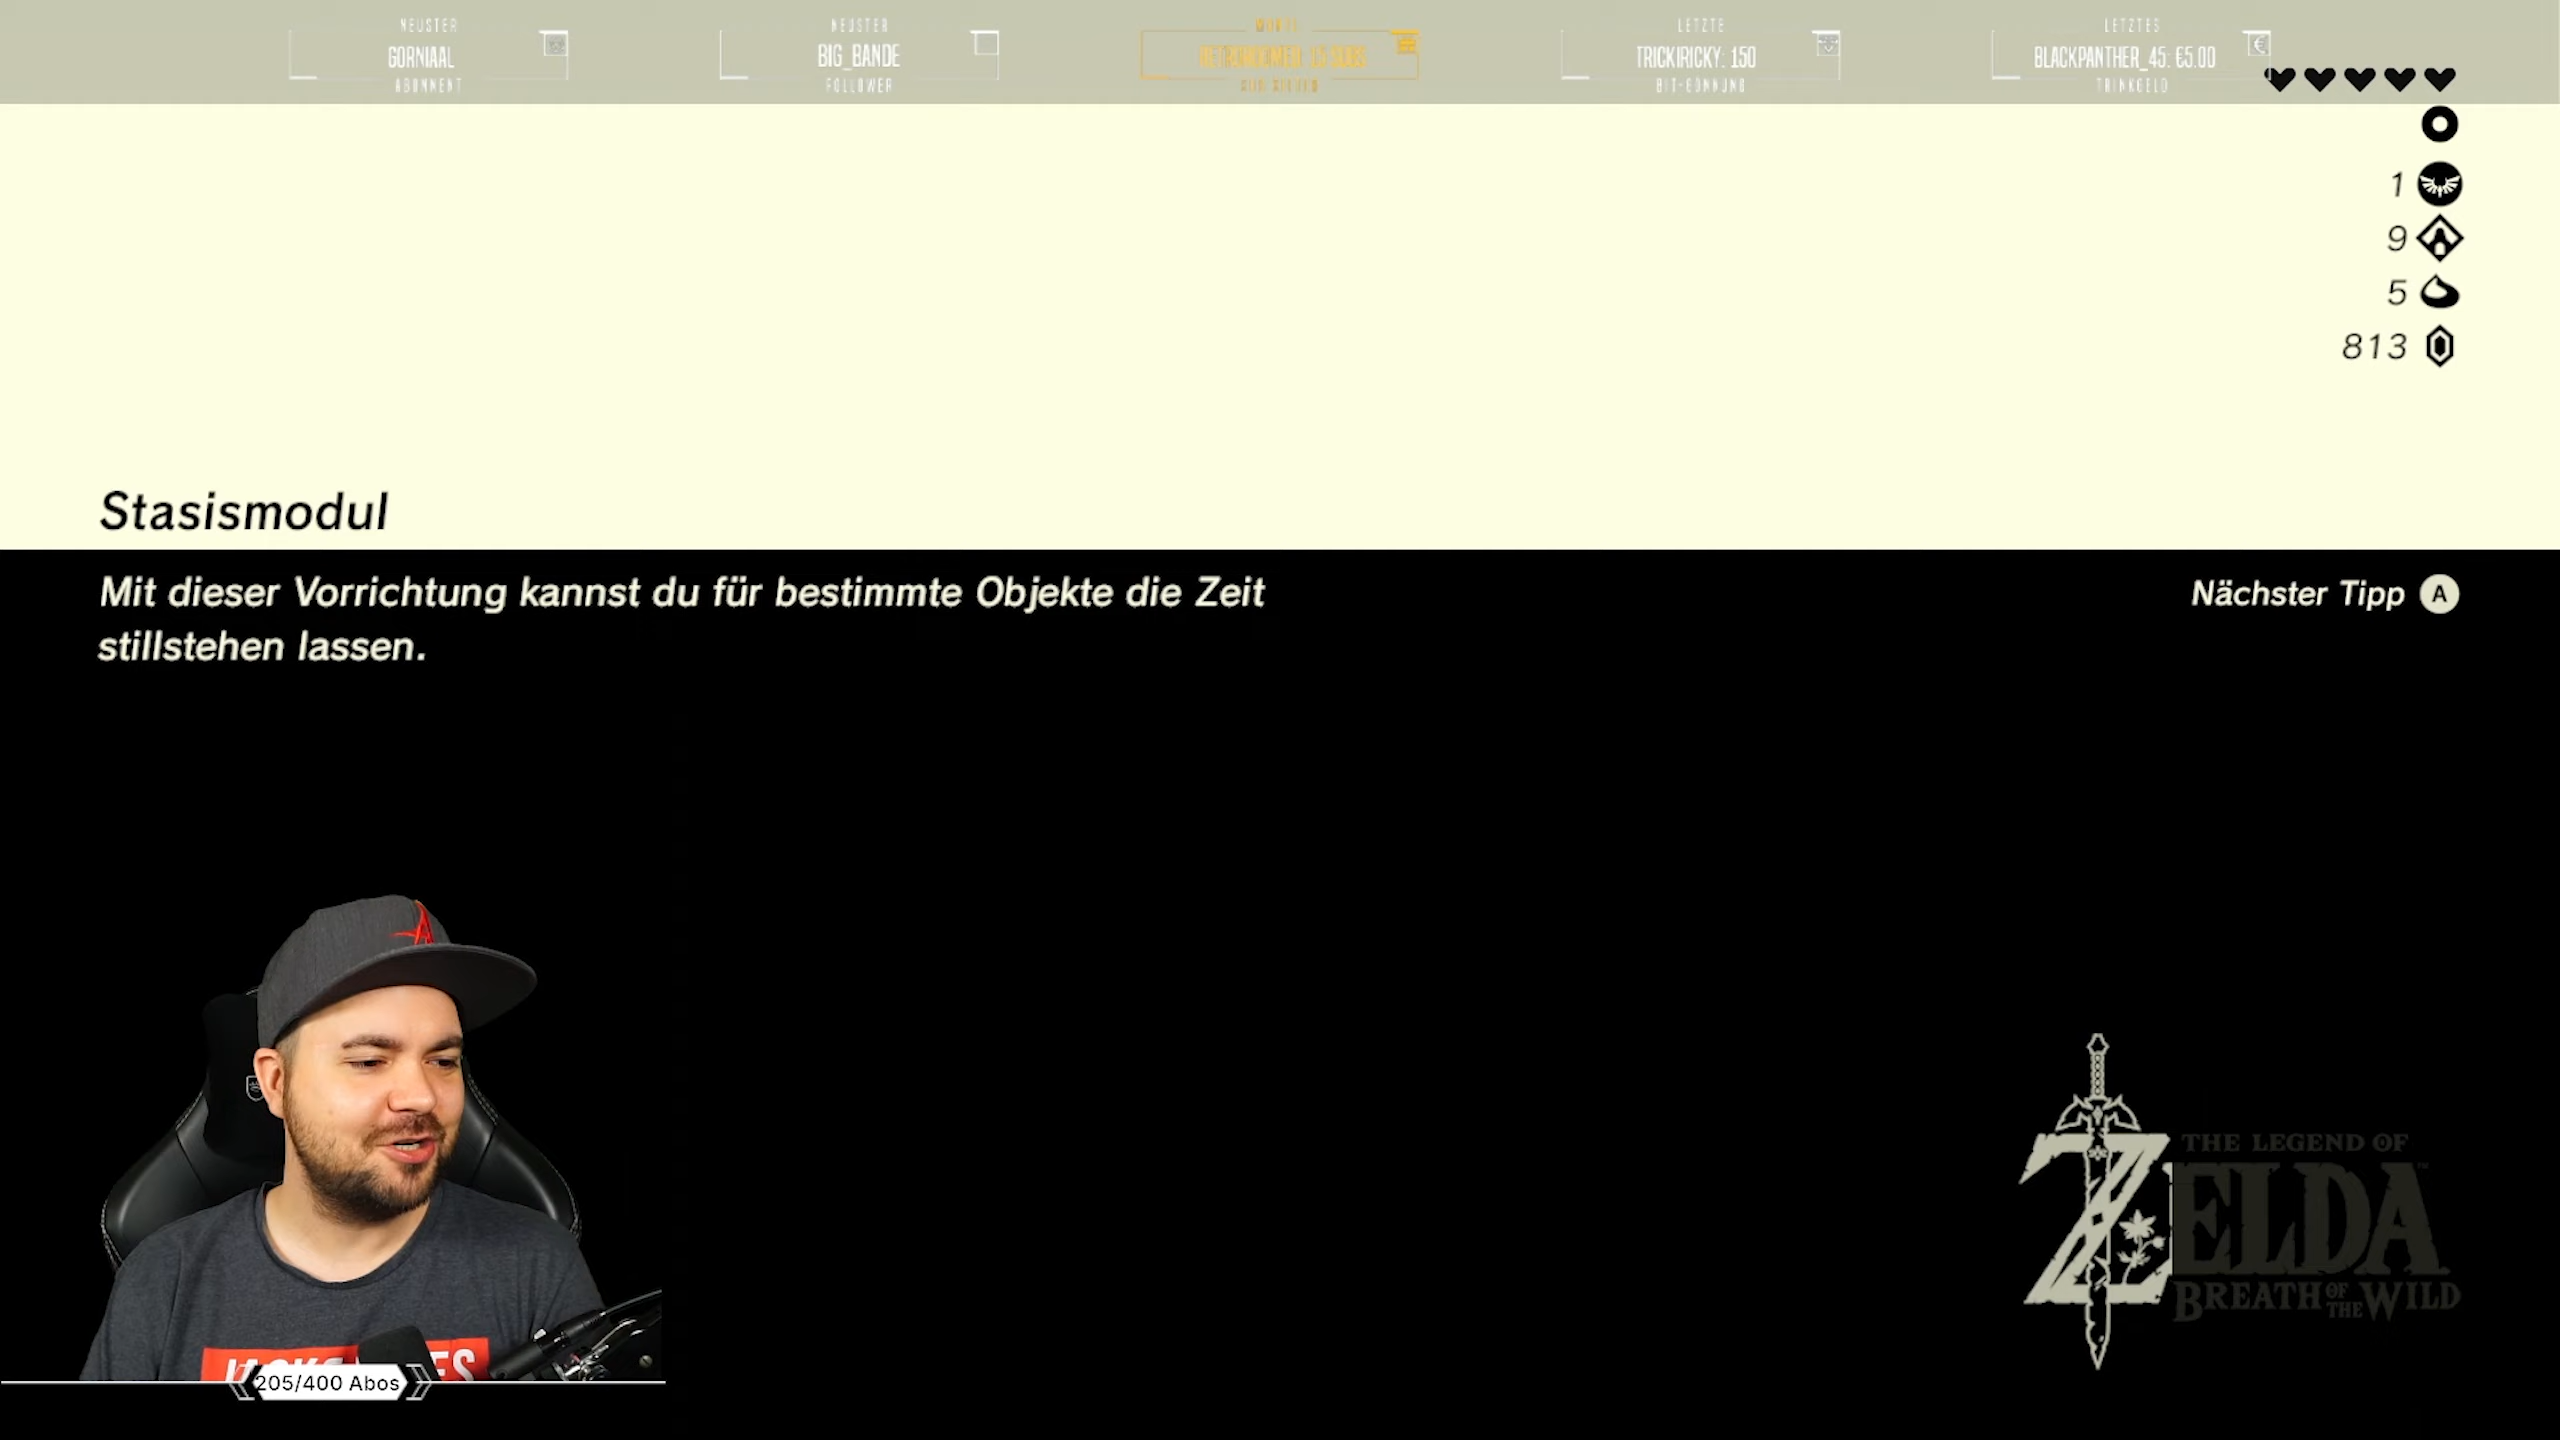 NEUSTER
GORNIAAL
ABONNENT
NEUSTER
BIG_BANDE
FOLLOWER
LETZTE
TRICKIRICKY: 150
BIT-GÖNNUNG
LETZTES
BLACKPANTHER_45: €5.00
TRINKGELD
1
9
5
813
Stasismodul
Mit dieser Vorrichtung kannst du für bestimmte Objekte die Zeit
stillstehen lassen.
Nächster Tipp A
THE LEGEND OF
ZELDA
BREATH OF THE WILD
205/400 Abos